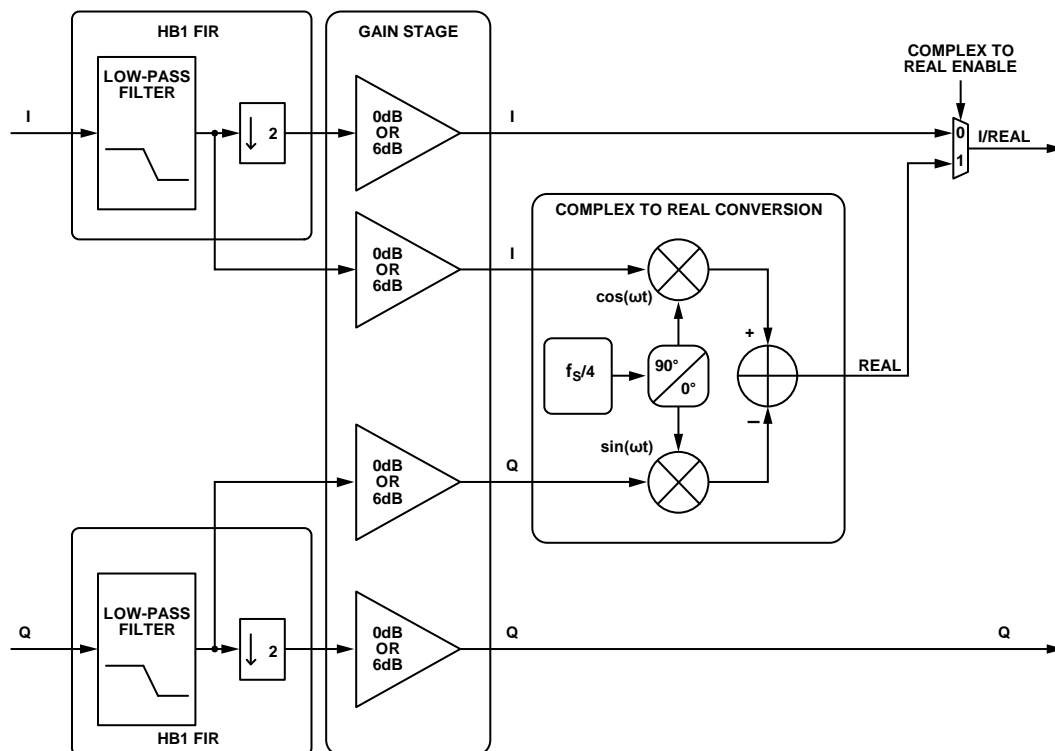 HB1 FIR
GAIN STAGE
LOW-PASS
FILTER
I
2
0dB
OR
6dB
I
COMPLEX TO
REAL ENABLE
0
1
I/REAL
COMPLEX TO REAL CONVERSION
0dB
OR
6dB
I
cos(ωt)
+
fS/4
90°
0°
REAL
–
sin(ωt)
0dB
OR
6dB
Q
LOW-PASS
FILTER
Q
2
0dB
OR
6dB
Q
Q
HB1 FIR